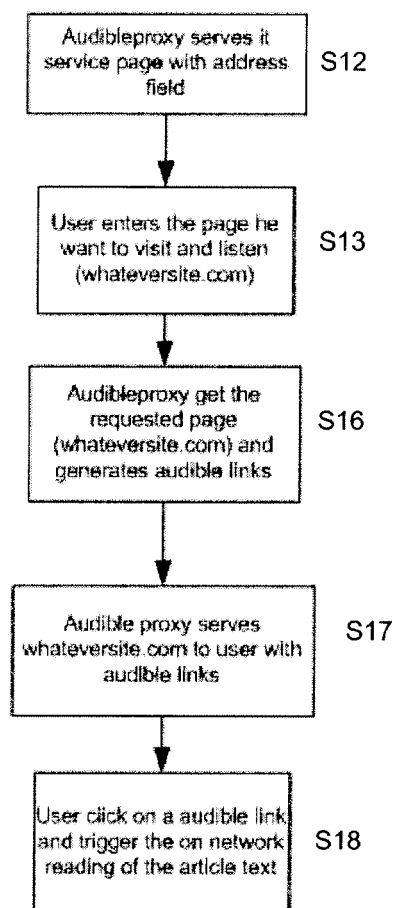 Audibleproxy serves it
service page with address
field
S12
User enters the page he
want to visit and listen
(whateversite.com)
S13
Audibleproxy get the
requested page
(whateversite.com) and
generates audible links
S16
Audible proxy serves
whateversite.com to user with
audible links
S17
User click on a audible link
and trigger the on network
reading of the article text
S18